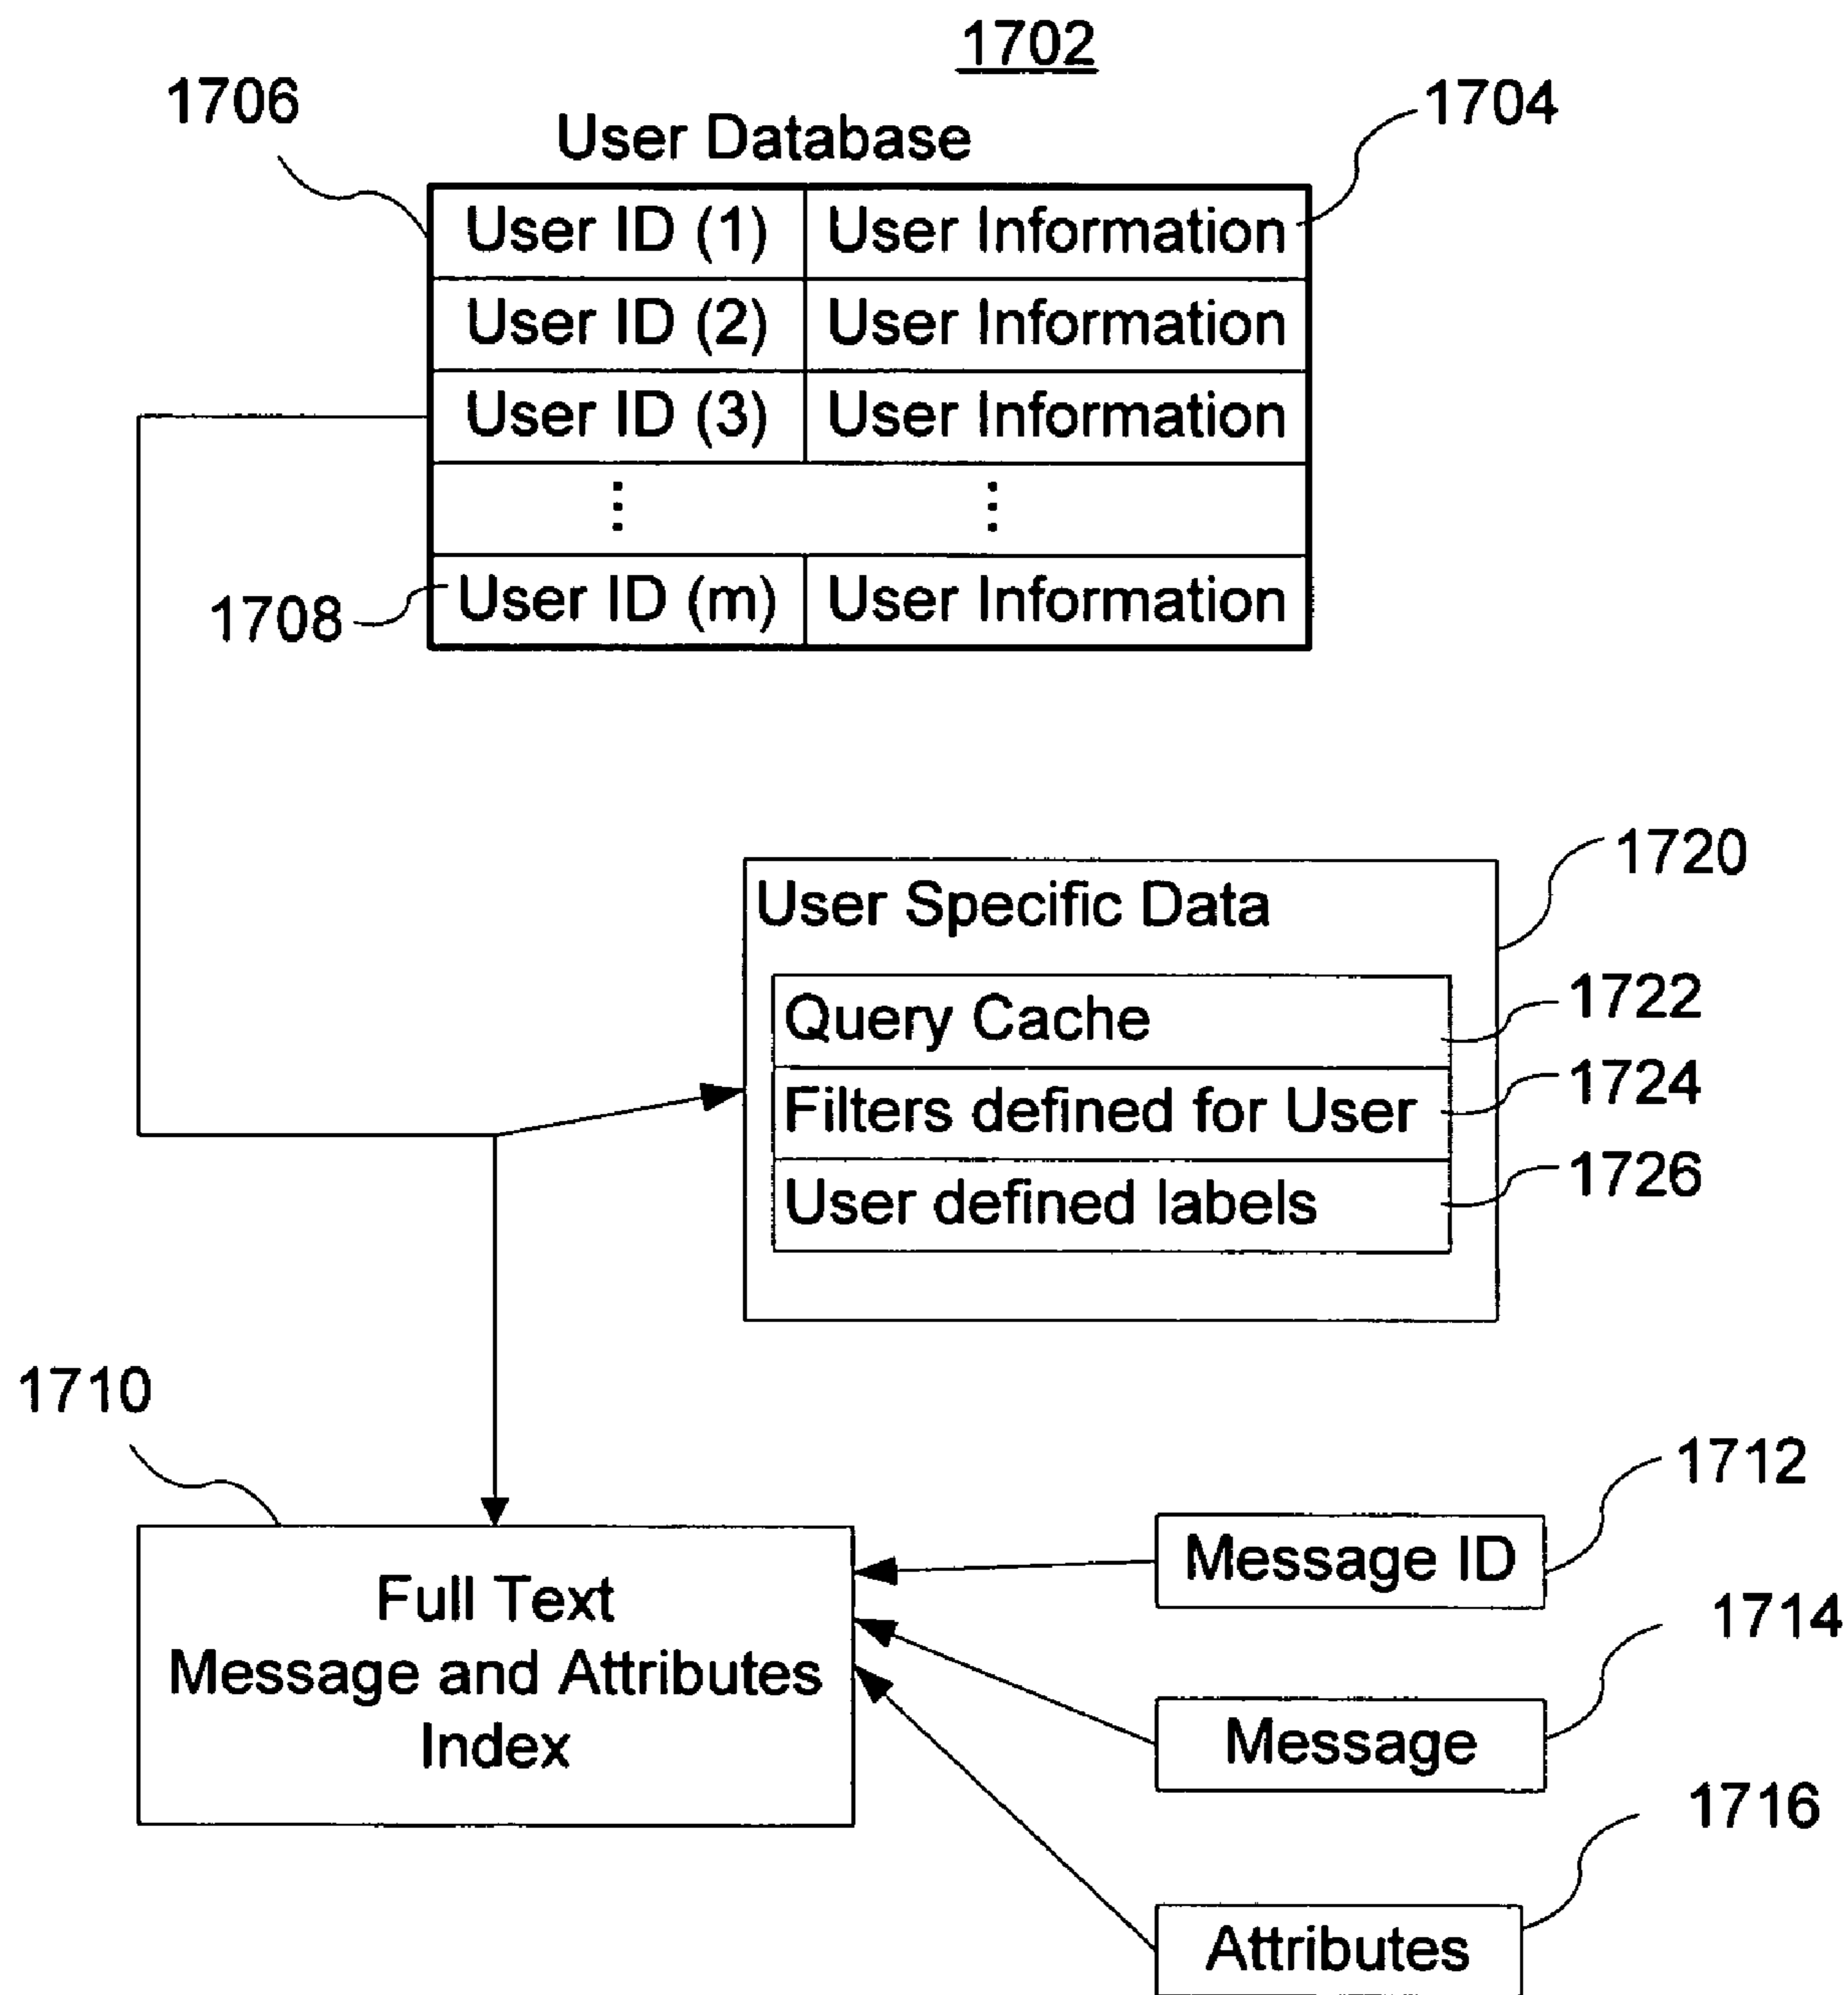 1702
1706
1704
User Database
User ID (1) User Information
User ID (2) User Information
User ID (3) User Information
⋮ ⋮
User ID (m) User Information
1708
1720
User Specific Data
Query Cache
1722
Filters defined for User
1724
User defined labels
1726
1710
Full Text
Message and Attributes
Index
1712
Message ID
1714
Message
1716
Attributes